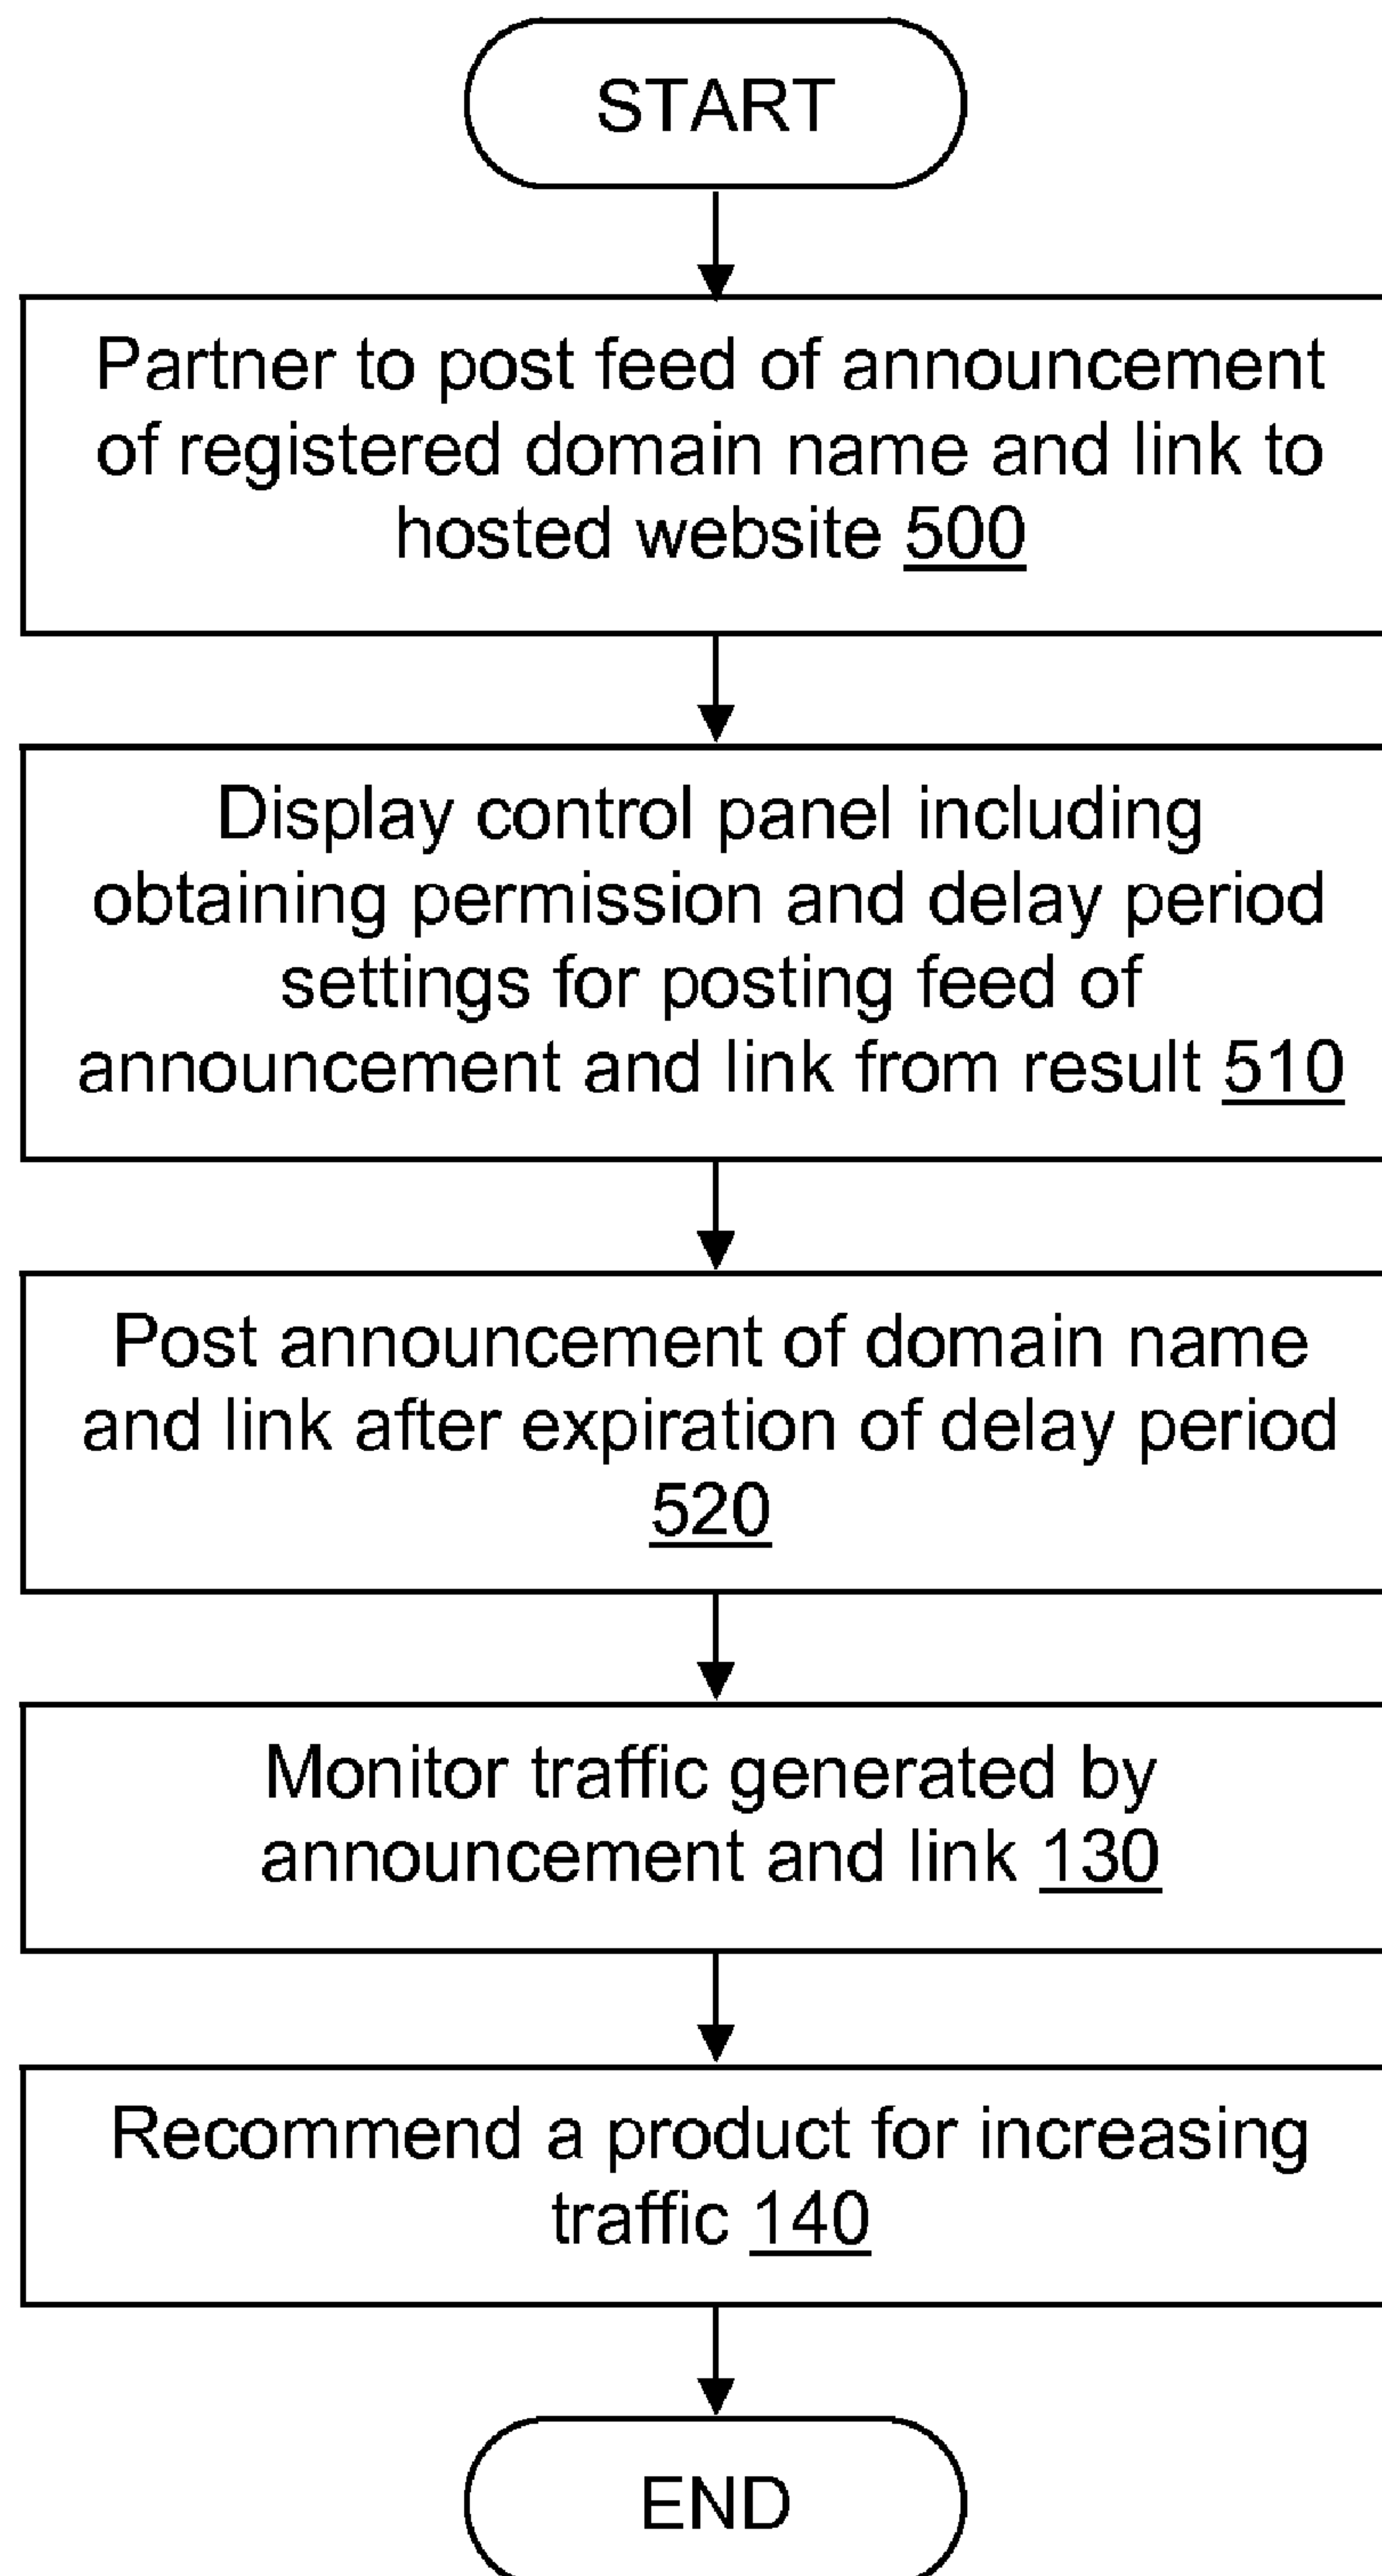 START
Partner to post feed of announcement
of registered domain name and link to
hosted website 500
Display control panel including
obtaining permission and delay period
settings for posting feed of
announcement and link from result 510
Post announcement of domain name
and link after expiration of delay period
520
Monitor traffic generated by
announcement and link 130
Recommend a product for increasing
traffic 140
END